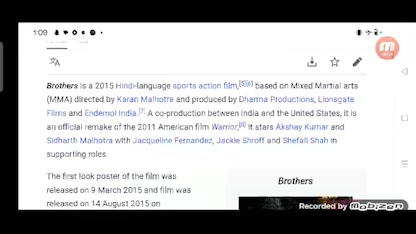 1:09
Brothers is a 2015 Hindi-language sports action film,[5][6] based on Mixed Martial arts
(MMA) directed by Karan Malhotra and produced by Dharma Productions, Lionsgate
Films and Endemol India.[7] A co-production between India and the United States, it is
an official remake of the 2011 American film Warrior,[8] it stars Akshay Kumar and
Sidharth Malhotra with Jacqueline Fernandez, Jackie Shroff and Shefali Shah in
supporting roles.
The first look poster of the film was
released on 9 March 2015 and film was
released on 14 August 2015 on
Brothers
Recorded by Mobizen